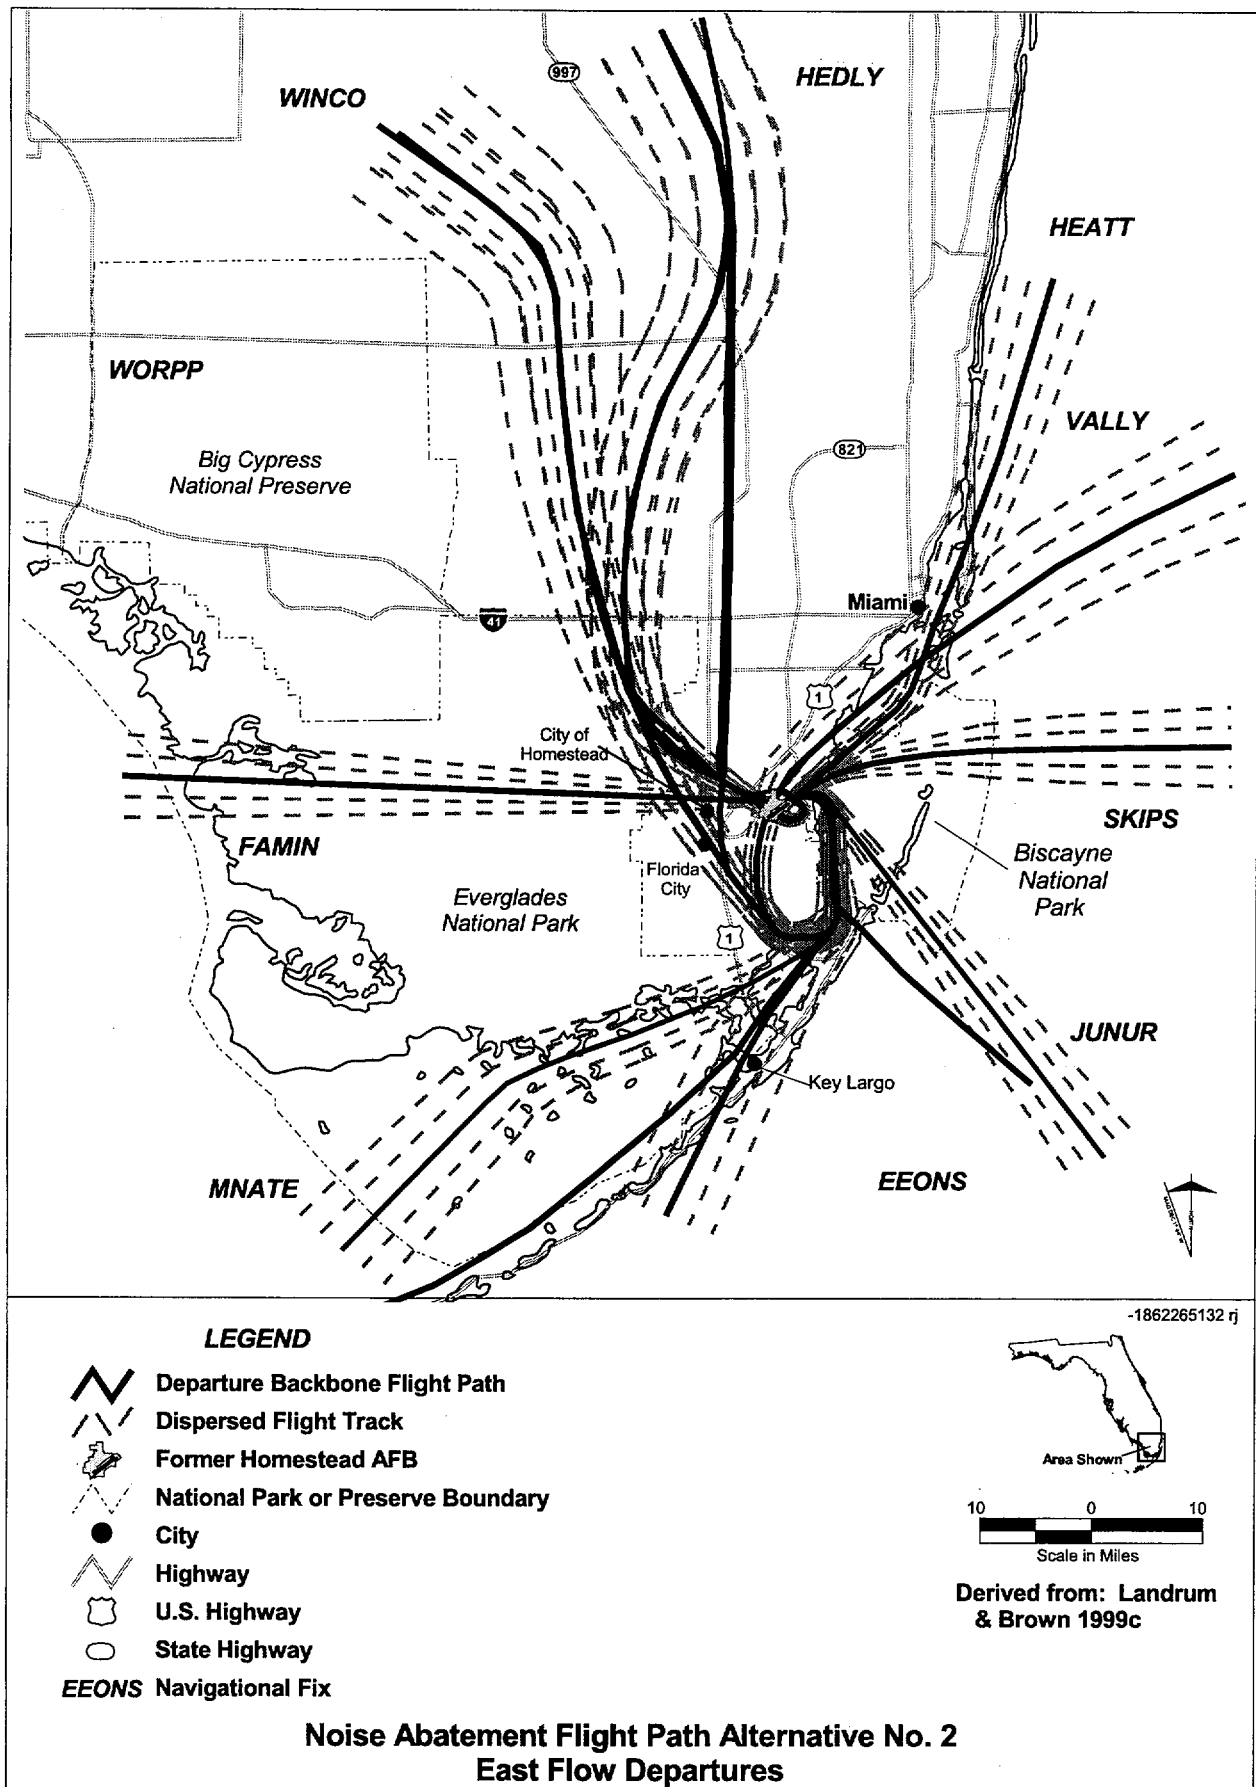 997
HEDLY
WINCO
HEATT
WORPP
VALLY
821
Big Cypress
National Preserve
Miami
41
1
City of
Homestead
SKIPS
FAMIN
Biscayne
National
Park
Florida
City
Everglades
National Park
1
JUNUR
Key Largo
MNATE
EEONS
-1862265132 rj
LEGEND
Departure Backbone Flight Path
Dispersed Flight Track
Former Homestead AFB
National Park or Preserve Boundary
City
Highway
U.S. Highway
State Highway
EEONS Navigational Fix
Area Shown
10 0 10
Scale in Miles
Derived from: Landrum
& Brown 1999c
Noise Abatement Flight Path Alternative No. 2
East Flow Departures